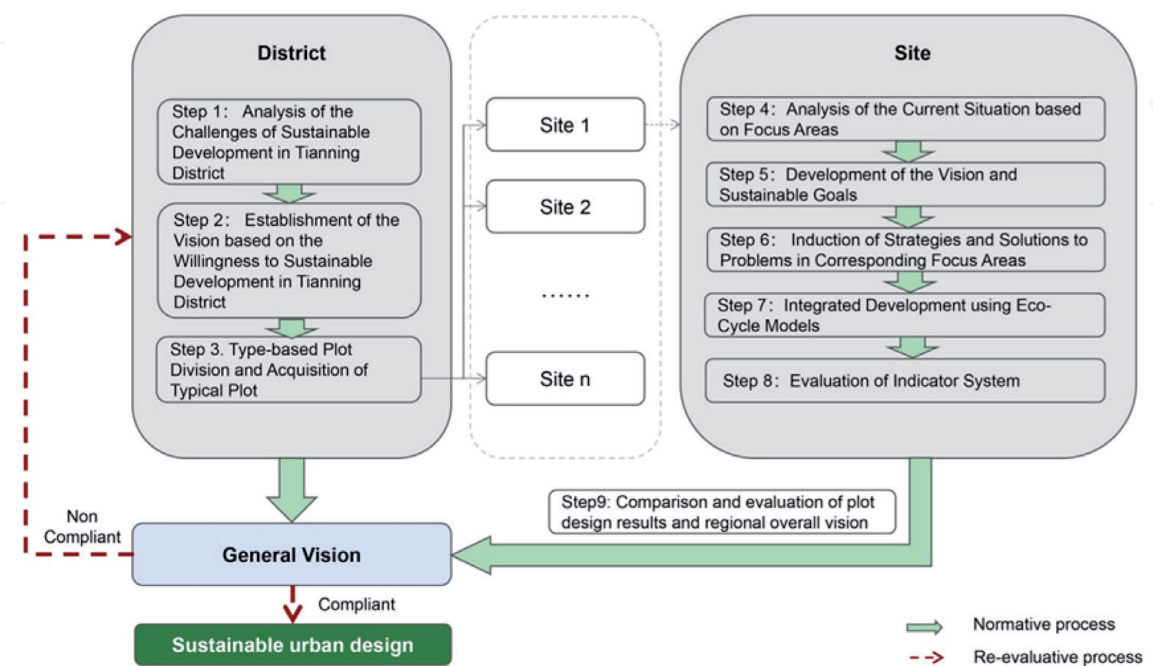 District
Step 1： Analysis of the
Challenges of Sustainable
Development in Tianning
District
Step 2： Establishment of the
Vision based on the
Willingness to Sustainable
Development in Tianning
District
Step 3. Type-based Plot
Division and Acquisition of
Typical Plot
Site 1
Site 2
......
Site n
Site
Step 4：Analysis of the Current Situation based
on Focus Areas
Step 5：Development of the Vision and
Sustainable Goals
Step 6：Induction of Strategies and Solutions to
Problems in Corresponding Focus Areas
Step 7：Integrated Development using Eco-
Cycle Models
Step 8：Evaluation of Indicator System
Step9: Comparison and evaluation of plot
design results and regional overall vision
Non
Compliant
General Vision
Compliant
Sustainable urban design
Normative process
Re-evaluative process